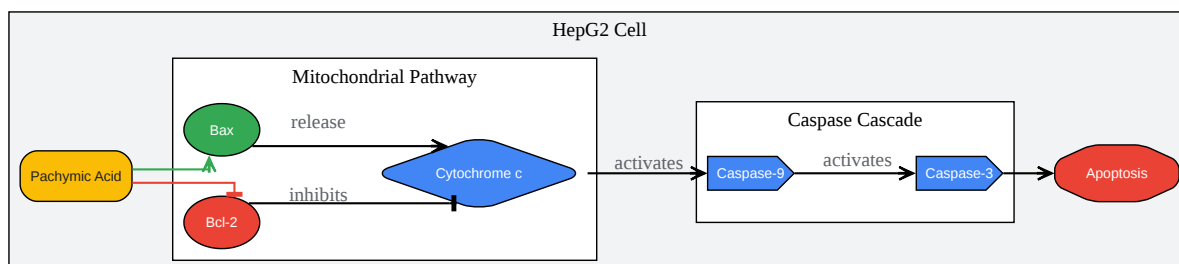 HepG2 Cell
Mitochondrial Pathway
Bax
release
Pachymic Acid
Cytochrome c
inhibits
Bcl-2
activates
Caspase Cascade
Caspase-9
activates
Caspase-3
Apoptosis